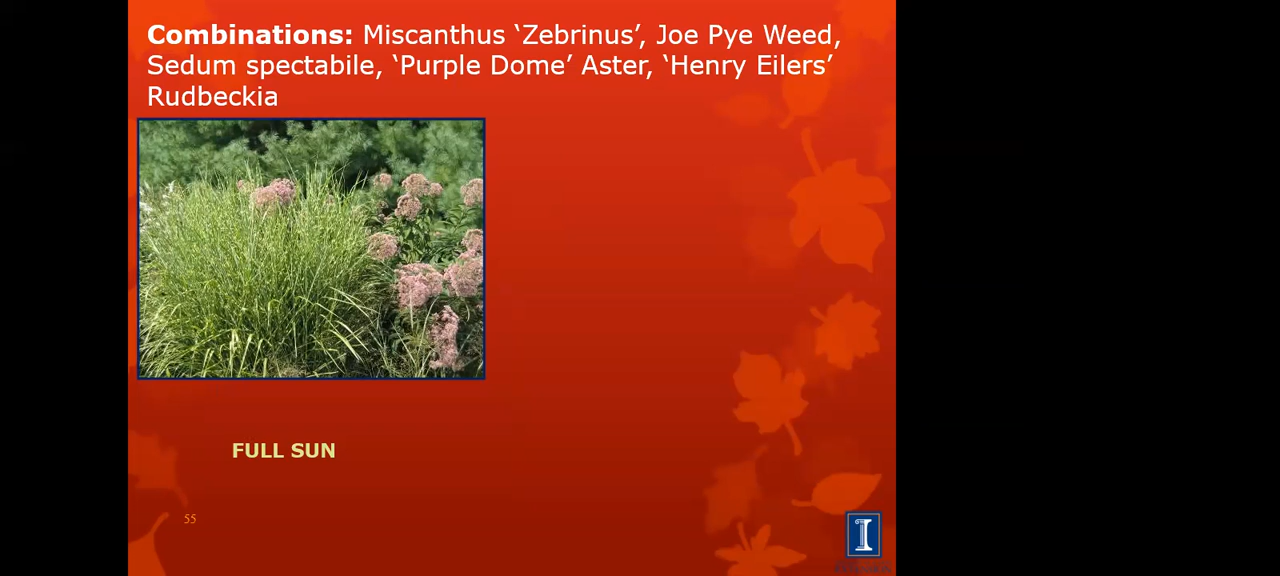 Combinations: Miscanthus ‘Zebrinus’, Joe Pye Weed,
Sedum spectabile, ‘Purple Dome’ Aster, ‘Henry Eilers’
Rudbeckia
FULL SUN
55
I